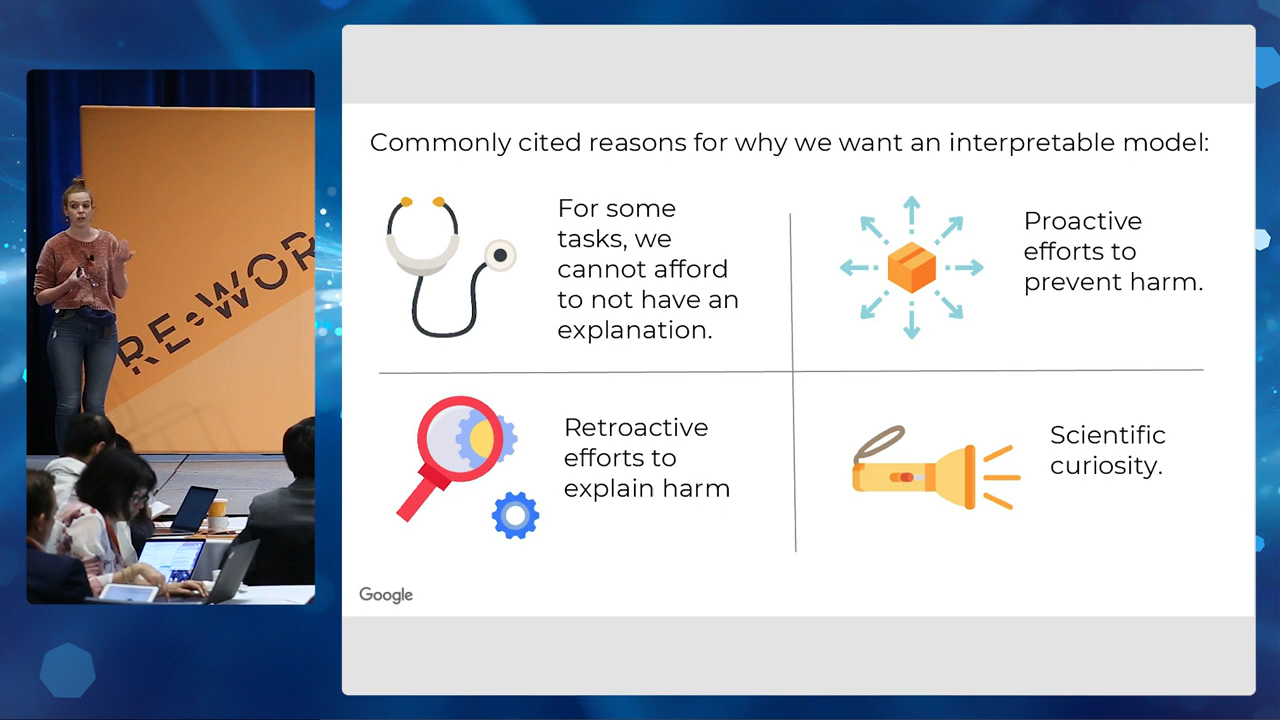 Commonly cited reasons for why we want an interpretable model:
For some
tasks, we
cannot afford
to not have an
explanation.
Proactive
efforts to
prevent harm.
Retroactive
efforts to
explain harm
Scientific
curiosity.
Google
RE•WOR